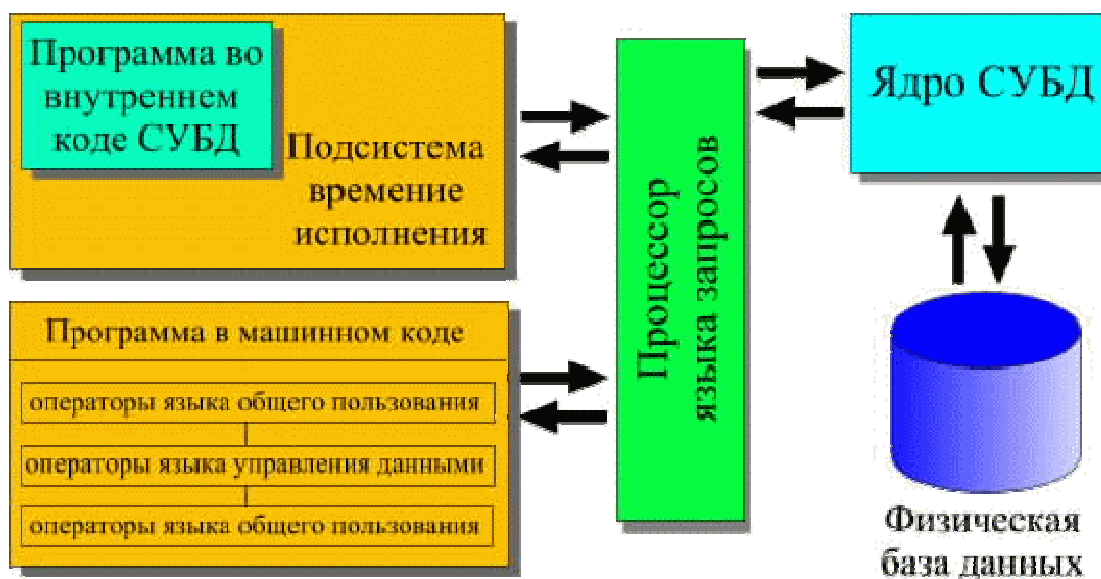 Программа во
внутреннем
коде СУБД
Подсистема
времение
исполнения
Программа в машинном коде
операторы языка общего пользования
операторы языка управления данными
операторы языка общего пользования
Процессор
языка запросов
Ядро СУБД
Физическая
база данных